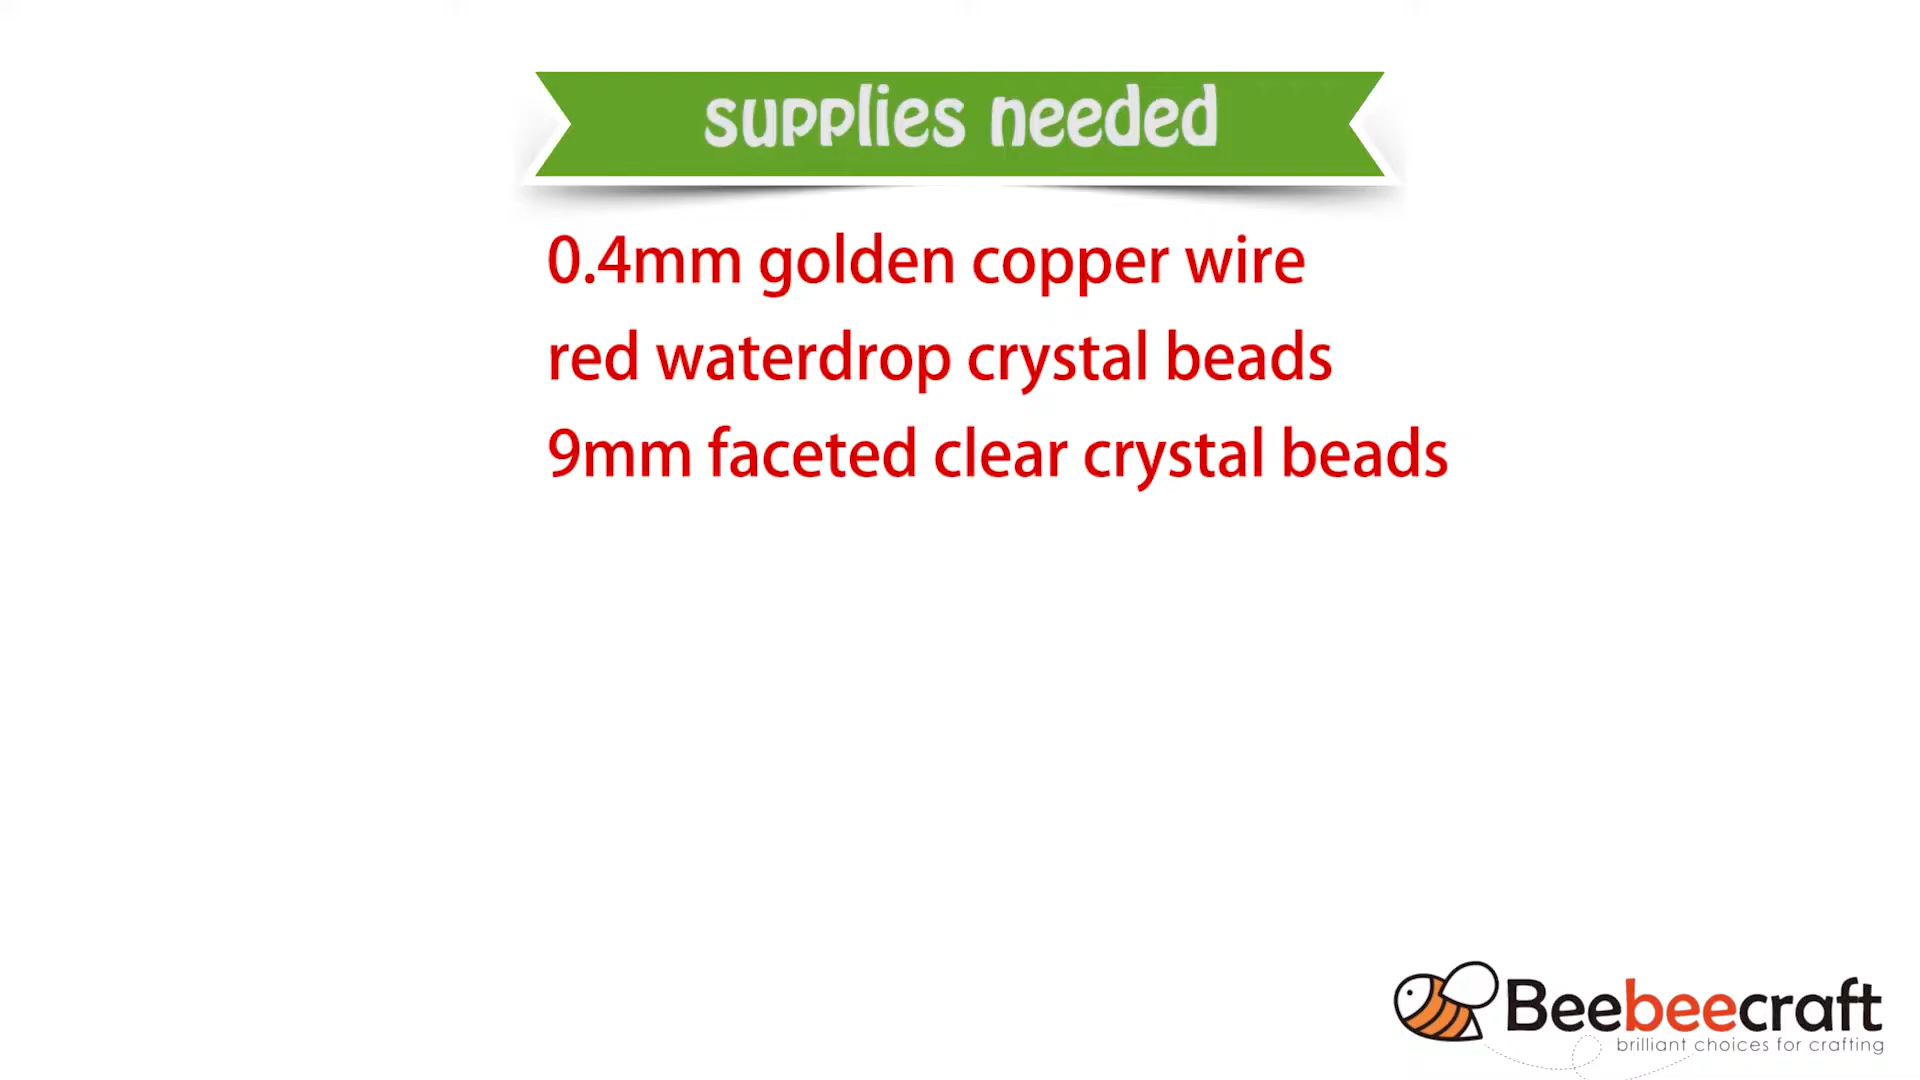 supplies needed
0.4mm golden copper wire
red waterdrop crystal beads
9mm faceted clear crystal beads
Beebeecraft
brilliant choices for crafting